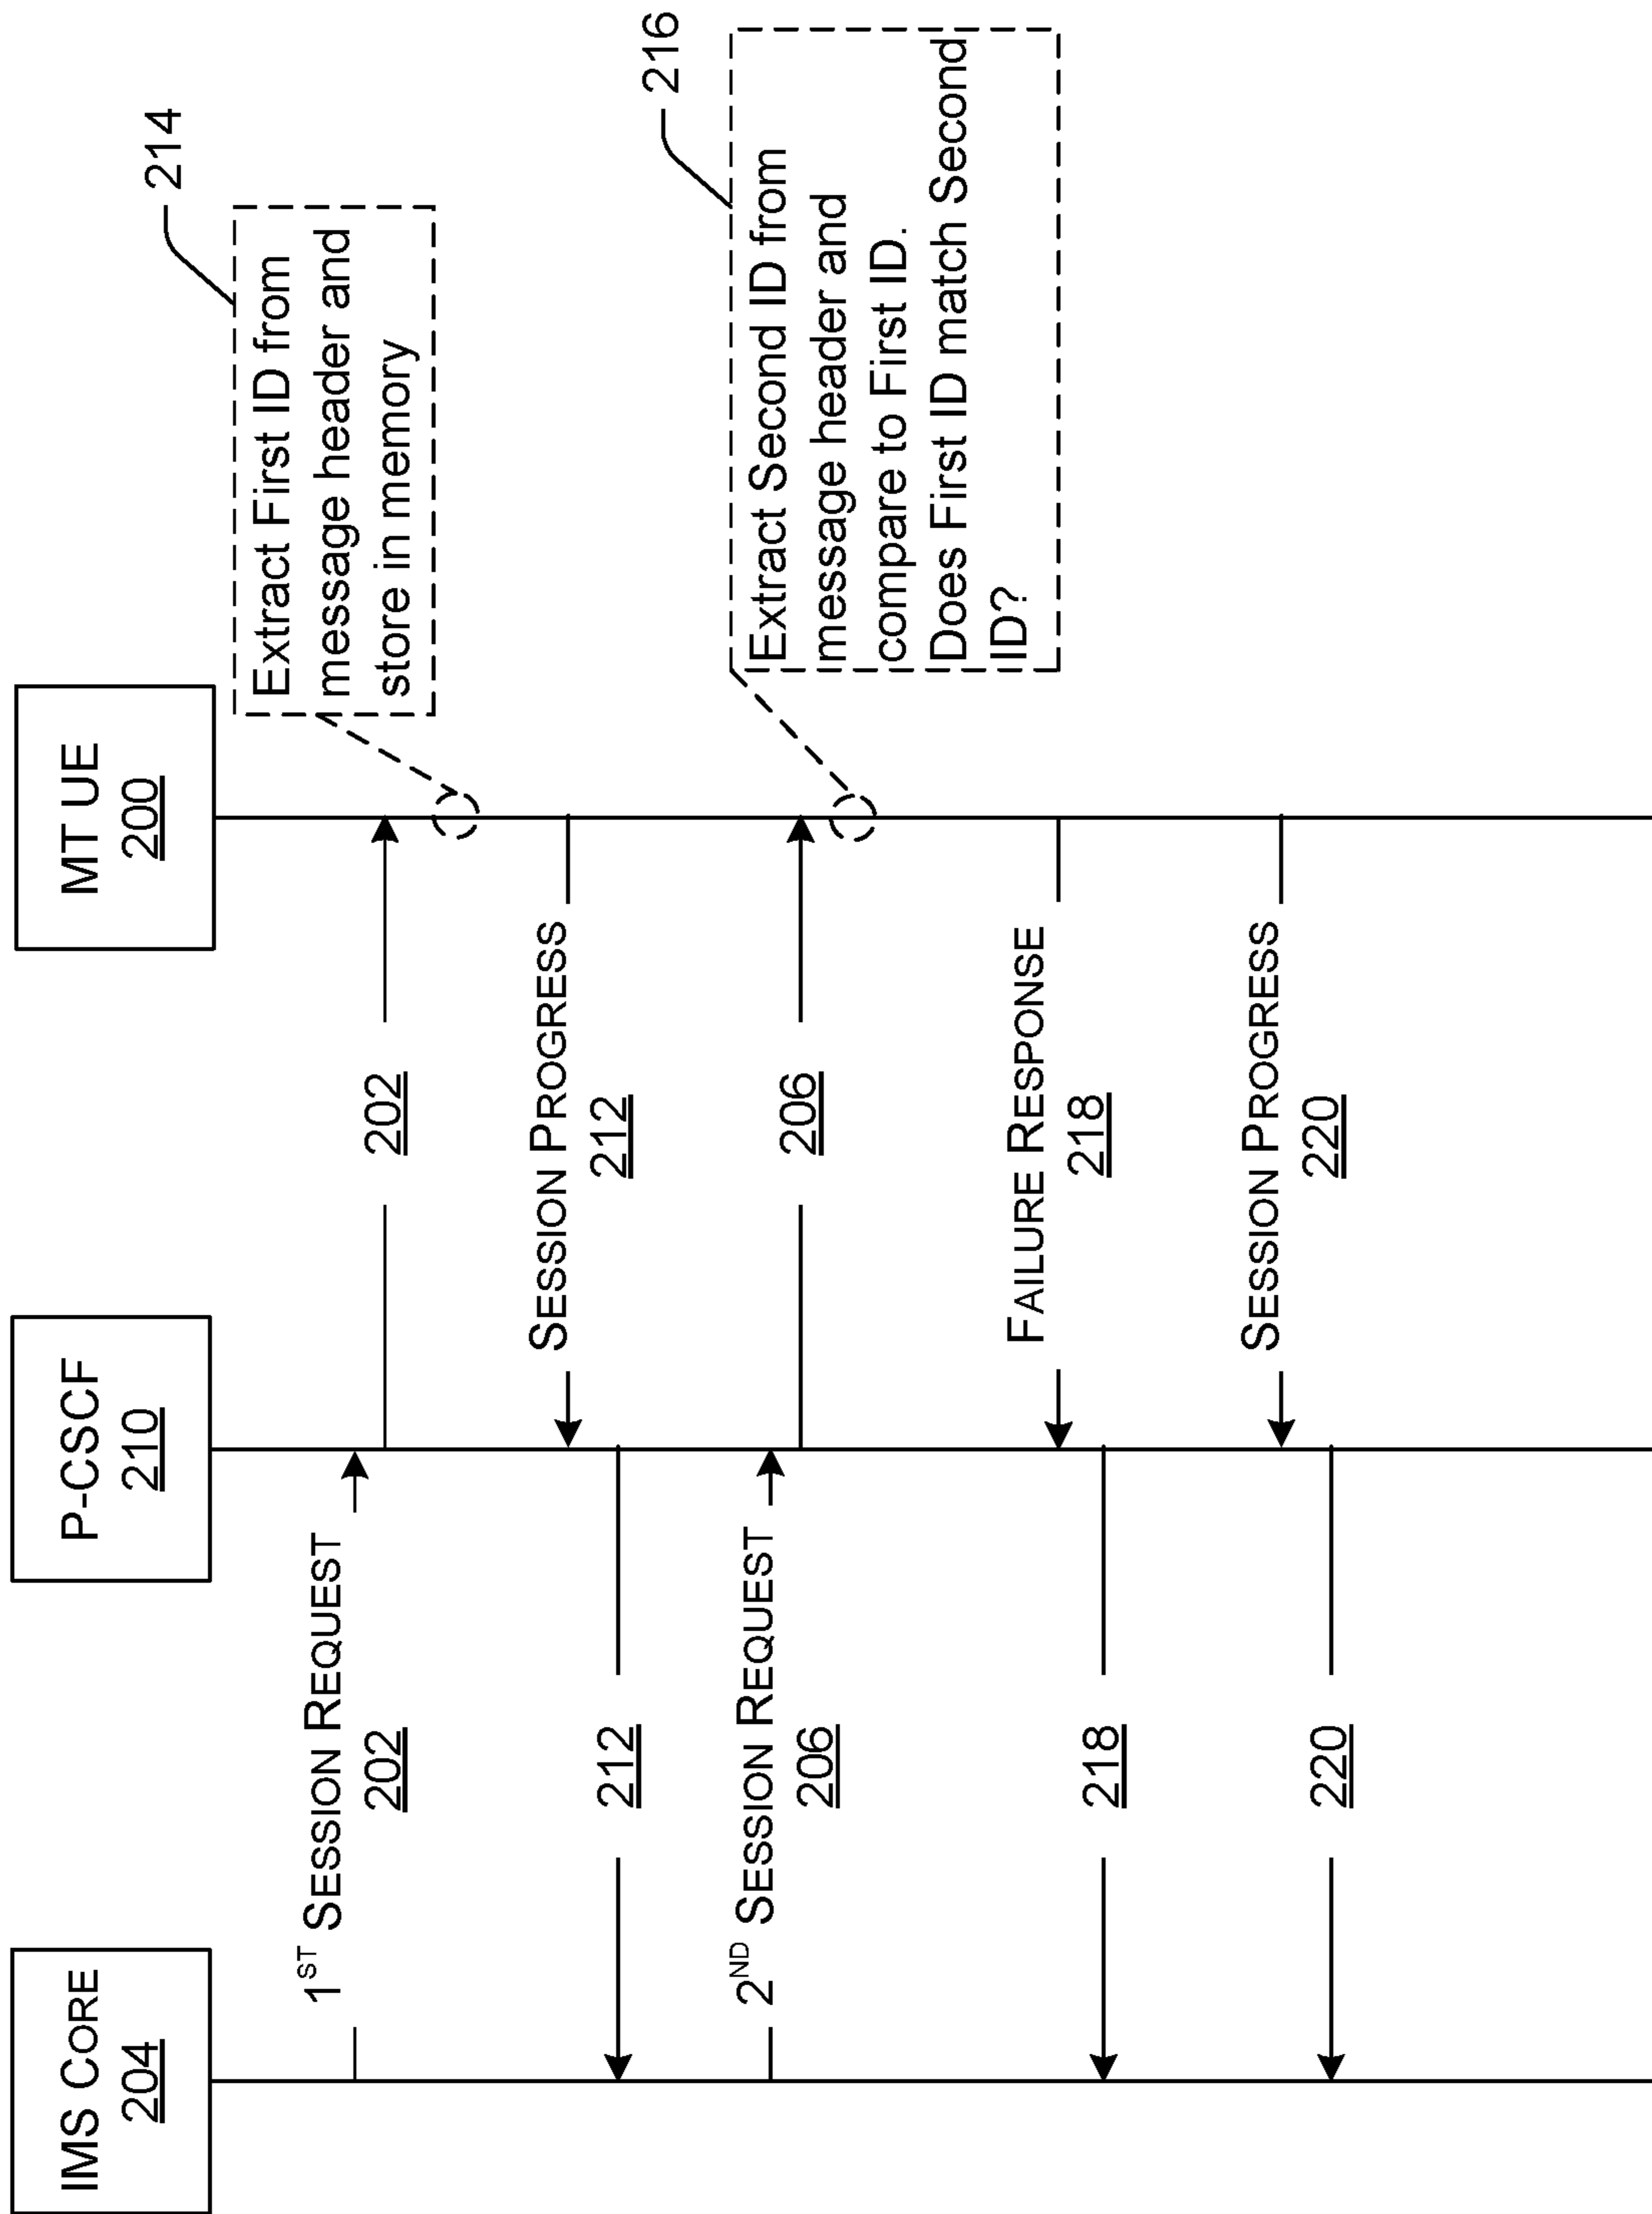 IMS CORE
204
P-CSCF
210
MT UE
200
214
1ST SESSION REQUEST
202
202
Extract First ID from
message header and
store in memory
SESSION PROGRESS
212
212
216
2ND SESSION REQUEST
206
206
Extract Second ID from
message header and
compare to First ID.
Does First ID match Second
ID?
FAILURE RESPONSE
218
218
SESSION PROGRESS
220
220